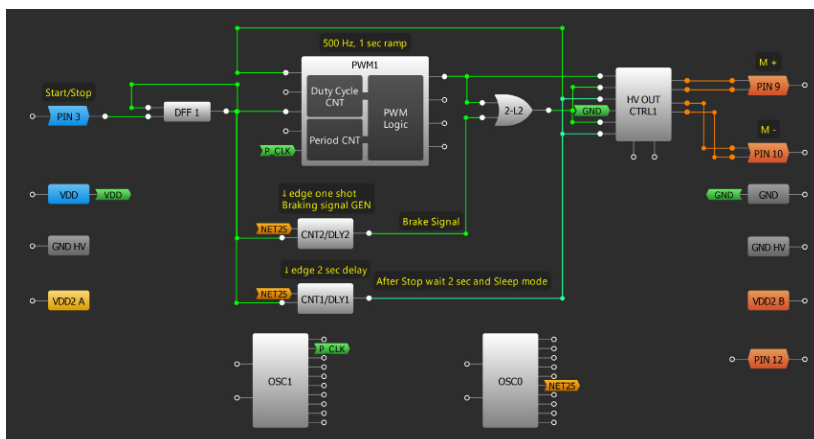 500 Hz, 1 sec ramp
PWM1
Start/Stop
PIN 3
DFF 1
Duty Cycle
CNT
PWM
Logic
Period CNT
P_CLK
2-L2
GND
HV OUT
CTRL1
M +
PIN 9
M -
PIN 10
VDD
VDD
↓ edge one shot
Braking signal GEN
GND
GND
NET25
CNT2/DLY2
Brake Signal
GND HV
GND HV
↓ edge 2 sec delay
NET25
CNT1/DLY1
After Stop wait 2 sec and Sleep mode
VDD2 A
VDD2 B
P_CLK
OSC1
OSC0
NET25
PIN 12